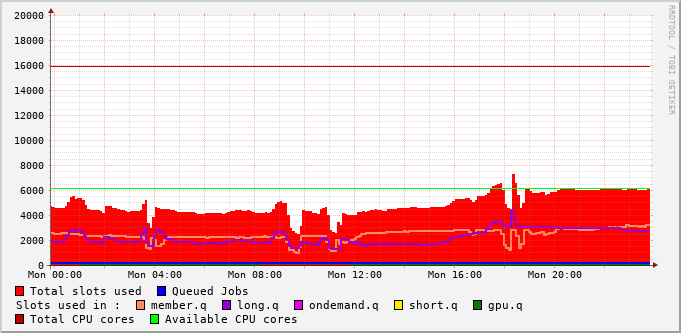 RRDTOOL / TOBI OETIKER
20000
18000
16000
14000
12000
10000
8000
6000
4000
2000
0
Mon 00:00 Mon 04:00 Mon 08:00 Mon 12:00 Mon 16:00 Mon 20:00
Total slots used Queued Jobs
Slots used in : member.q long.q ondemand.q short.q gpu.q
Total CPU cores Available CPU cores